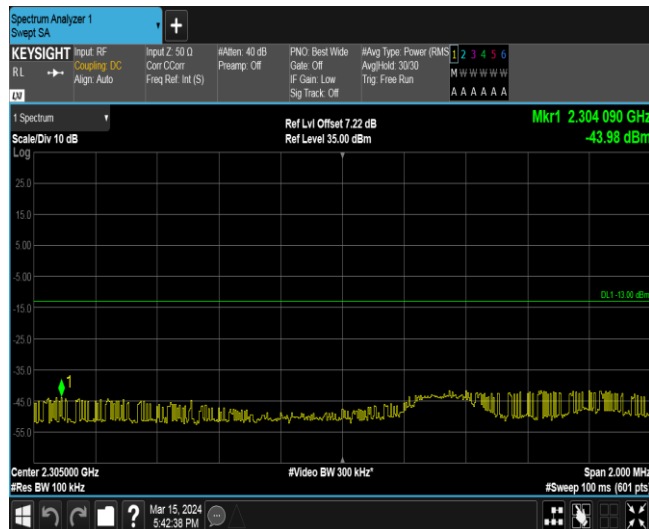 Spectrum Analyzer 1
Swept SA
+
KEYSIGHT
RL
LXI
Input: RF
Coupling: DC
Align: Auto
Input Z: 50 Ω
Corr CCorr
Freq Ref: Int (S)
#Atten: 40 dB
Preamp: Off
PNO: Best Wide
Gate: Off
IF Gain: Low
Sig Track: Off
#Avg Type: Power (RMS
Avg|Hold: 30/30
Trig: Free Run
1 2 3 4 5 6
M W W W W W
A A A A A A
1 Spectrum
Scale/Div 10 dB
Log
Ref Lvl Offset 7.22 dB
Ref Level 35.00 dBm
Mkr1 2.304 090 GHz
-43.98 dBm
25.0
15.0
5.00
-5.00
DL1 -13.00 dBm
-15.0
-25.0
-35.0
1
-45.0
-55.0
Center 2.305000 GHz
#Res BW 100 kHz
#Video BW 300 kHz*
Span 2.000 MHz
#Sweep 100 ms (601 pts)
?
Mar 15, 2024
5:42:38 PM